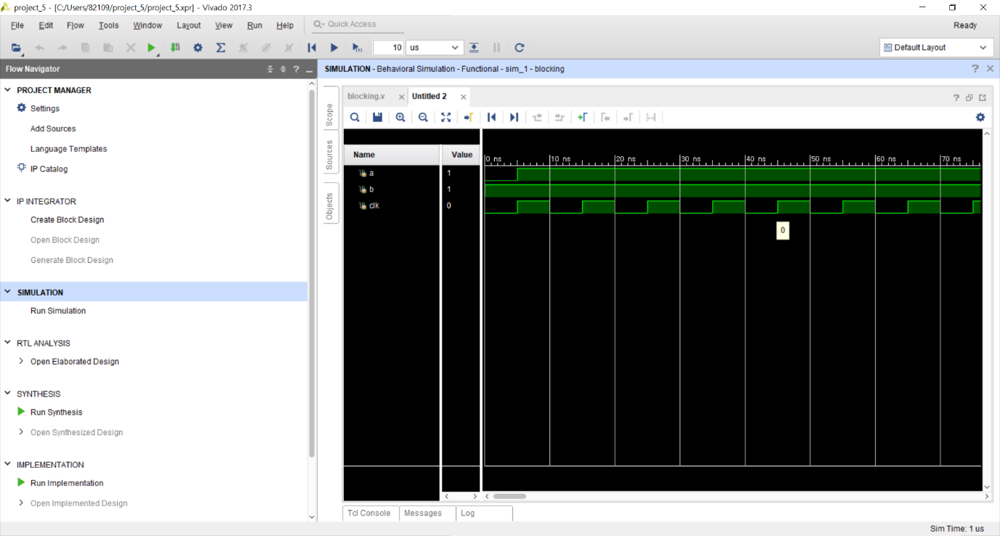 project_5 - [C:/Users/82109/project_5/project_5.xpr] - Vivado 2017.3
File Edit Flow Tools Window Layout View Run Help Quick Access Ready
10 us Default Layout
Flow Navigator ? SIMULATION - Behavioral Simulation - Functional - sim_1 - blocking ?
PROJECT MANAGER
Settings
Add Sources
Language Templates
IP Catalog
IP INTEGRATOR
Create Block Design
Open Block Design
Generate Block Design
SIMULATION
Run Simulation
RTL ANALYSIS
Open Elaborated Design
SYNTHESIS
Run Synthesis
Open Synthesized Design
IMPLEMENTATION
Run Implementation
Open Implemented Design
Scope
Sources
Objects
blocking.v Untitled 2 ?
Name Value
0 ns 10 ns 20 ns 30 ns 40 ns 50 ns 60 ns 70 ns
a 1
b 1
clk 0
0
Tcl Console Messages Log
Sim Time: 1 us